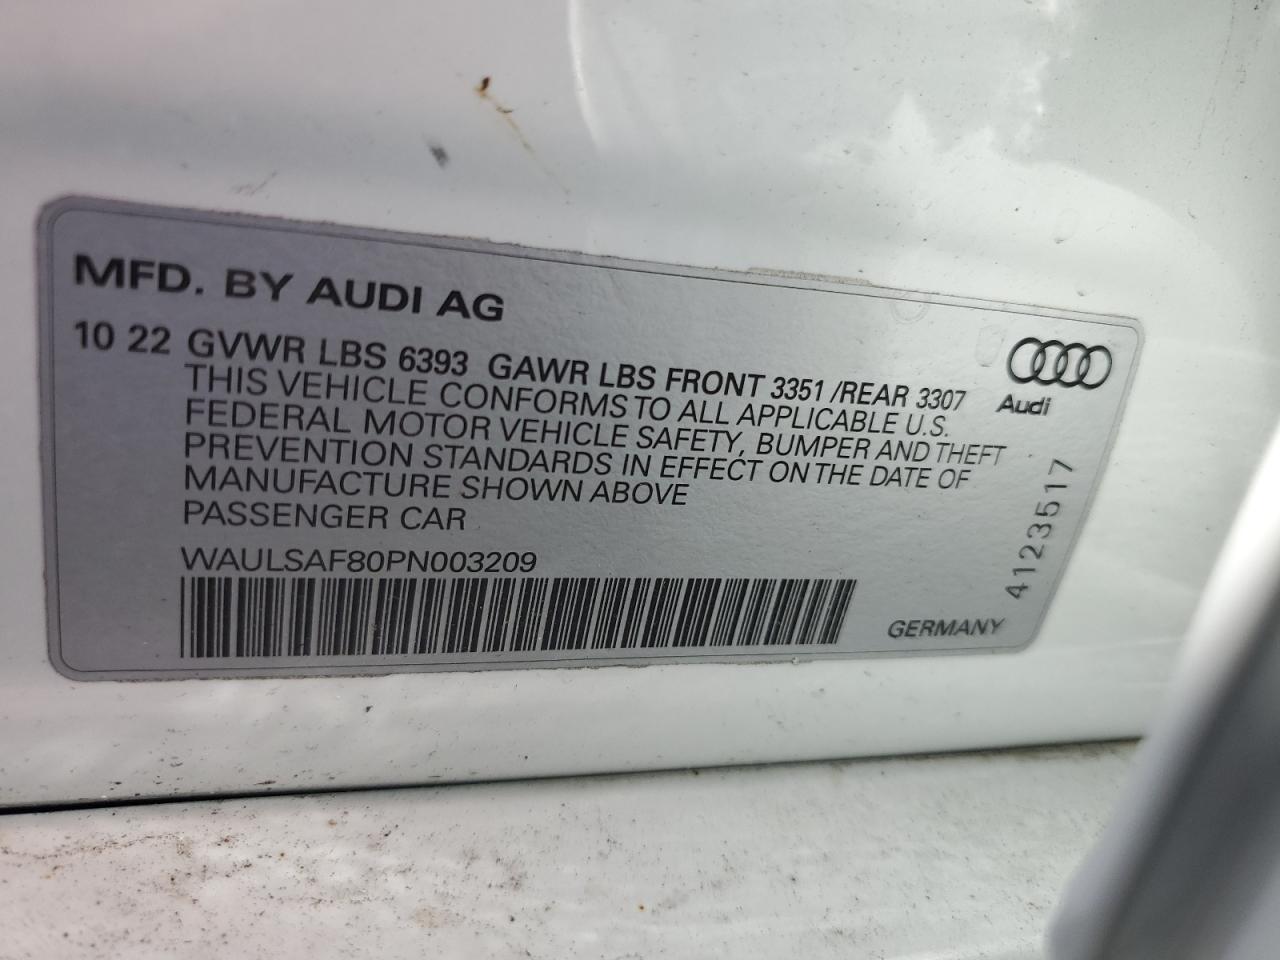 MFD. BY AUDI AG
10 22 GVWR LBS 6393 GAWR LBS FRONT 3351 /REAR 3307
THIS VEHICLE CONFORMS TO ALL APPLICABLE U.S.
FEDERAL MOTOR VEHICLE SAFETY, BUMPER AND THEFT
PREVENTION STANDARDS IN EFFECT ON THE DATE OF
MANUFACTURE SHOWN ABOVE
PASSENGER CAR
WAULSAF80PN003209
Audi
4123517
GERMANY